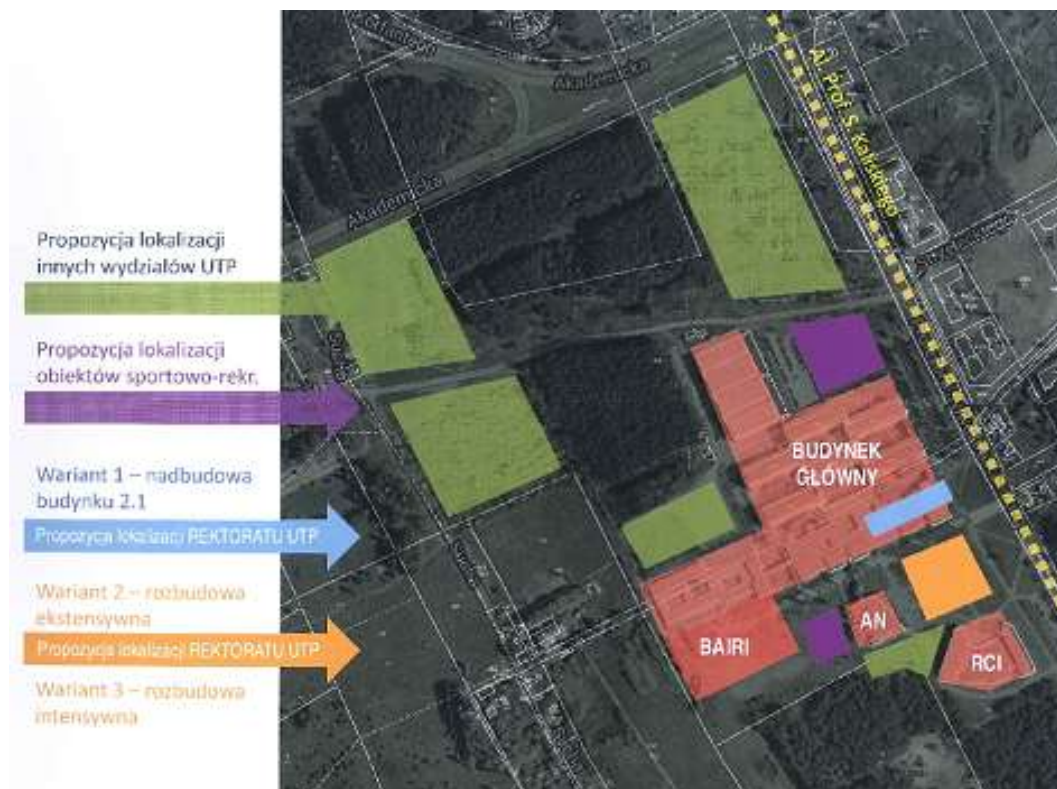 Propozycja lokalizacji
innych wydziałów UTP
Propozycja lokalizacji
obiektów sportowo-rekr.
Wariant 1 – nadbudowa
budynku 2.1
Propozycja lokalizacji REKTORATU UTP
Wariant 2 – rozbudowa
ekstensywna
Propozycja lokalizacji REKTORATU UTP
Wariant 3 – rozbudowa
intensywna
Akademicka
Akademicka
Al. Prof. S. Kaliskiego
BUDYNEK
GŁÓWNY
BAIRI
AN
RCI